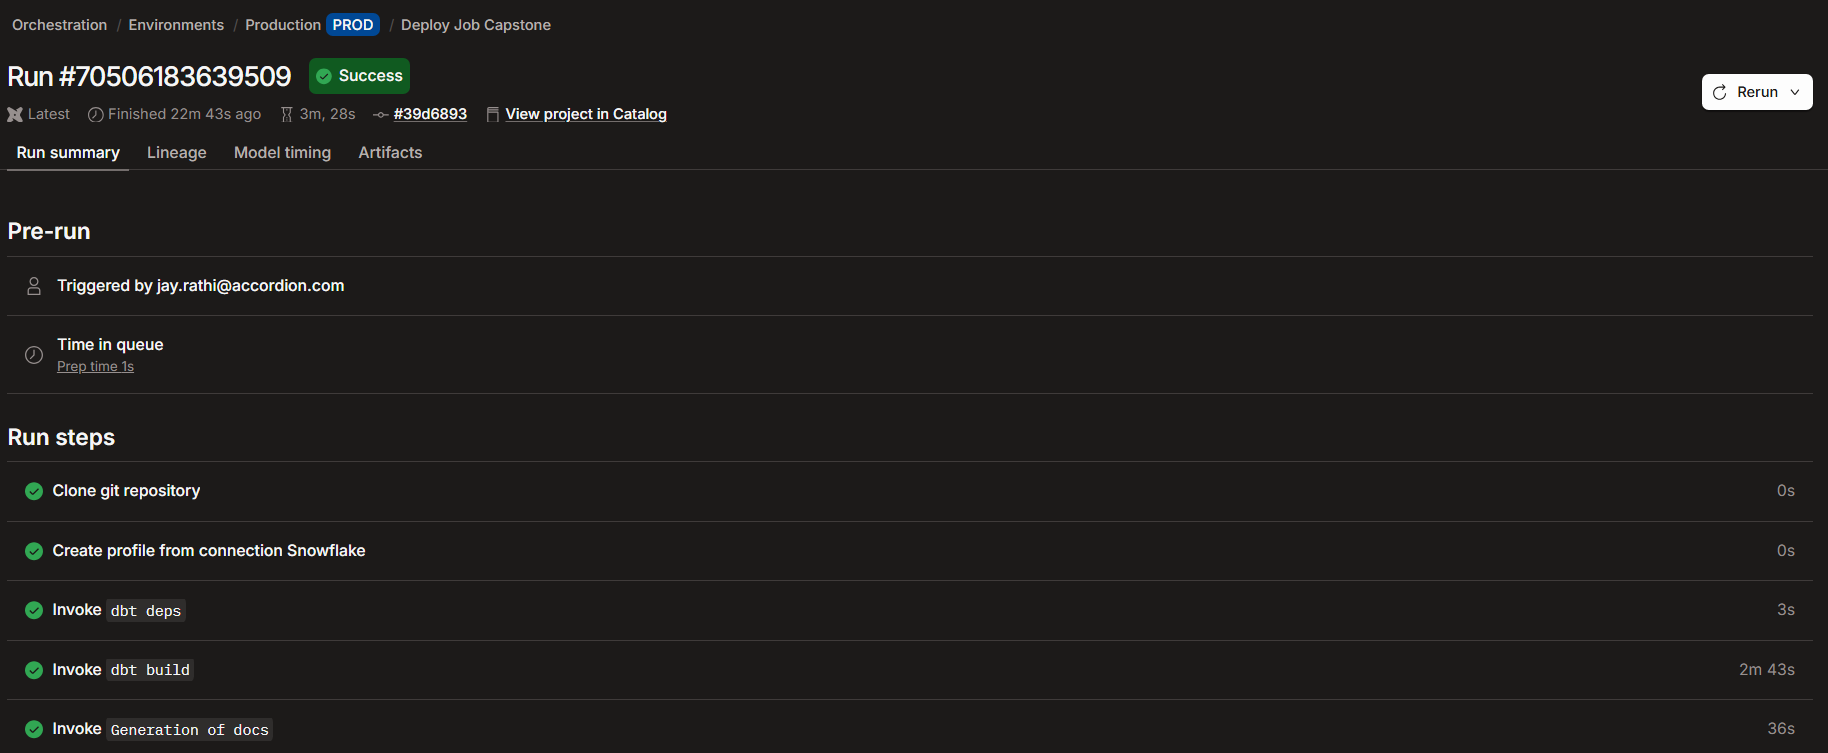 Orchestration / Environments / Production PROD / Deploy Job Capstone
Run #70506183639509 Success
Rerun
Latest Finished 22m 43s ago 3m, 28s #39d6893 View project in Catalog
Run summary Lineage Model timing Artifacts
Pre-run
Triggered by jay.rathi@accordion.com
Time in queue
Prep time 1s
Run steps
Clone git repository 0s
Create profile from connection Snowflake 0s
Invoke dbt deps 3s
Invoke dbt build 2m 43s
Invoke Generation of docs 36s